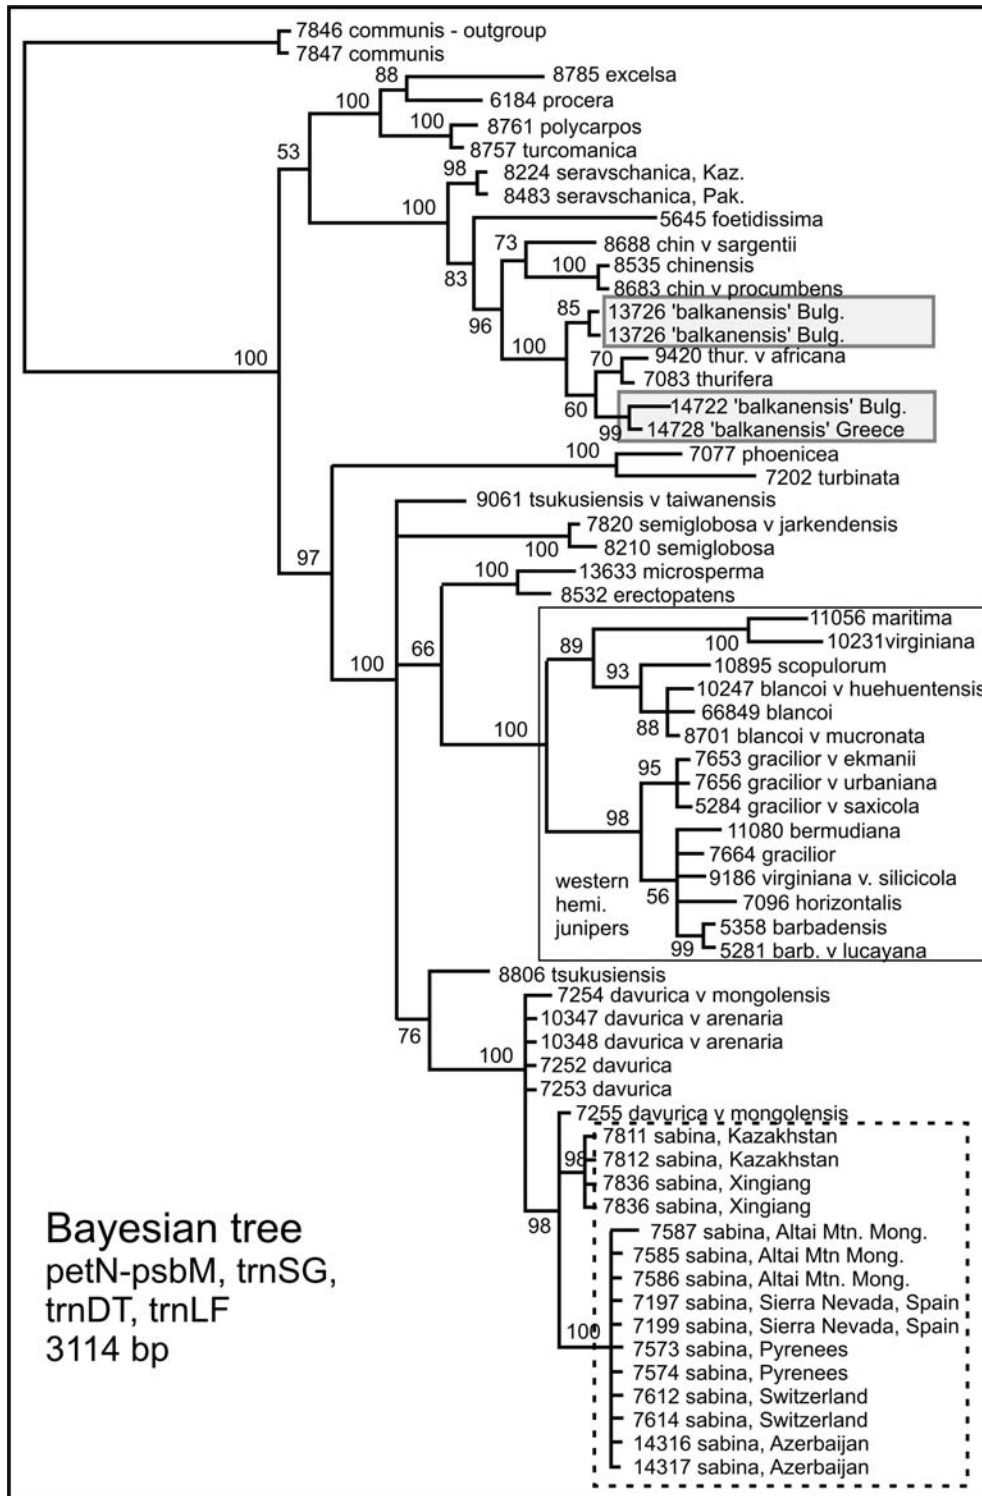 7846 communis - outgroup
7847 communis
88
8785 excelsa
100
6184 procera
100
8761 polycarpos
8757 turcomanica
53
98
8224 seravschanica, Kaz.
8483 seravschanica, Pak.
100
5645 foetidissima
73
8688 chin v sargentii
83
100
8535 chinensis
8683 chin v procumbens
85
13726 'balkanensis' Bulg.
96
13726 'balkanensis' Bulg.
100
100
70
9420 thur. v africana
7083 thurifera
60
14722 'balkanensis' Bulg.
99
14728 'balkanensis' Greece
100
7077 phoenicea
7202 turbinata
9061 tsukusiensis v taiwanensis
7820 semiglobosa v jarkendensis
97
100
8210 semiglobosa
100
13633 microsperma
8532 erectopatens
11056 maritima
89
100
10231virginiana
66
100
93
10895 scopulorum
10247 blancoi v huehuentensis
66849 blancoi
100
88
8701 blancoi v mucronata
95
7653 gracilior v ekmanii
7656 gracilior v urbaniana
5284 gracilior v saxicola
98
11080 bermudiana
7664 gracilior
western
hemi.
junipers
9186 virginiana v. silicicola
56
7096 horizontalis
5358 barbadensis
99
5281 barb. v lucayana
8806 tsukusiensis
7254 davurica v mongolensis
10347 davurica v arenaria
76
10348 davurica v arenaria
100
7252 davurica
7253 davurica
7255 davurica v mongolensis
7811 sabina, Kazakhstan
98
7812 sabina, Kazakhstan
7836 sabina, Xingiang
7836 sabina, Xingiang
98
7587 sabina, Altai Mtn. Mong.
7585 sabina, Altai Mtn Mong.
7586 sabina, Altai Mtn. Mong.
7197 sabina, Sierra Nevada, Spain
7199 sabina, Sierra Nevada, Spain
100
7573 sabina, Pyrenees
7574 sabina, Pyrenees
7612 sabina, Switzerland
7614 sabina, Switzerland
14316 sabina, Azerbaijan
14317 sabina, Azerbaijan
Bayesian tree
petN-psbM, trnSG,
trnDT, trnLF
3114 bp